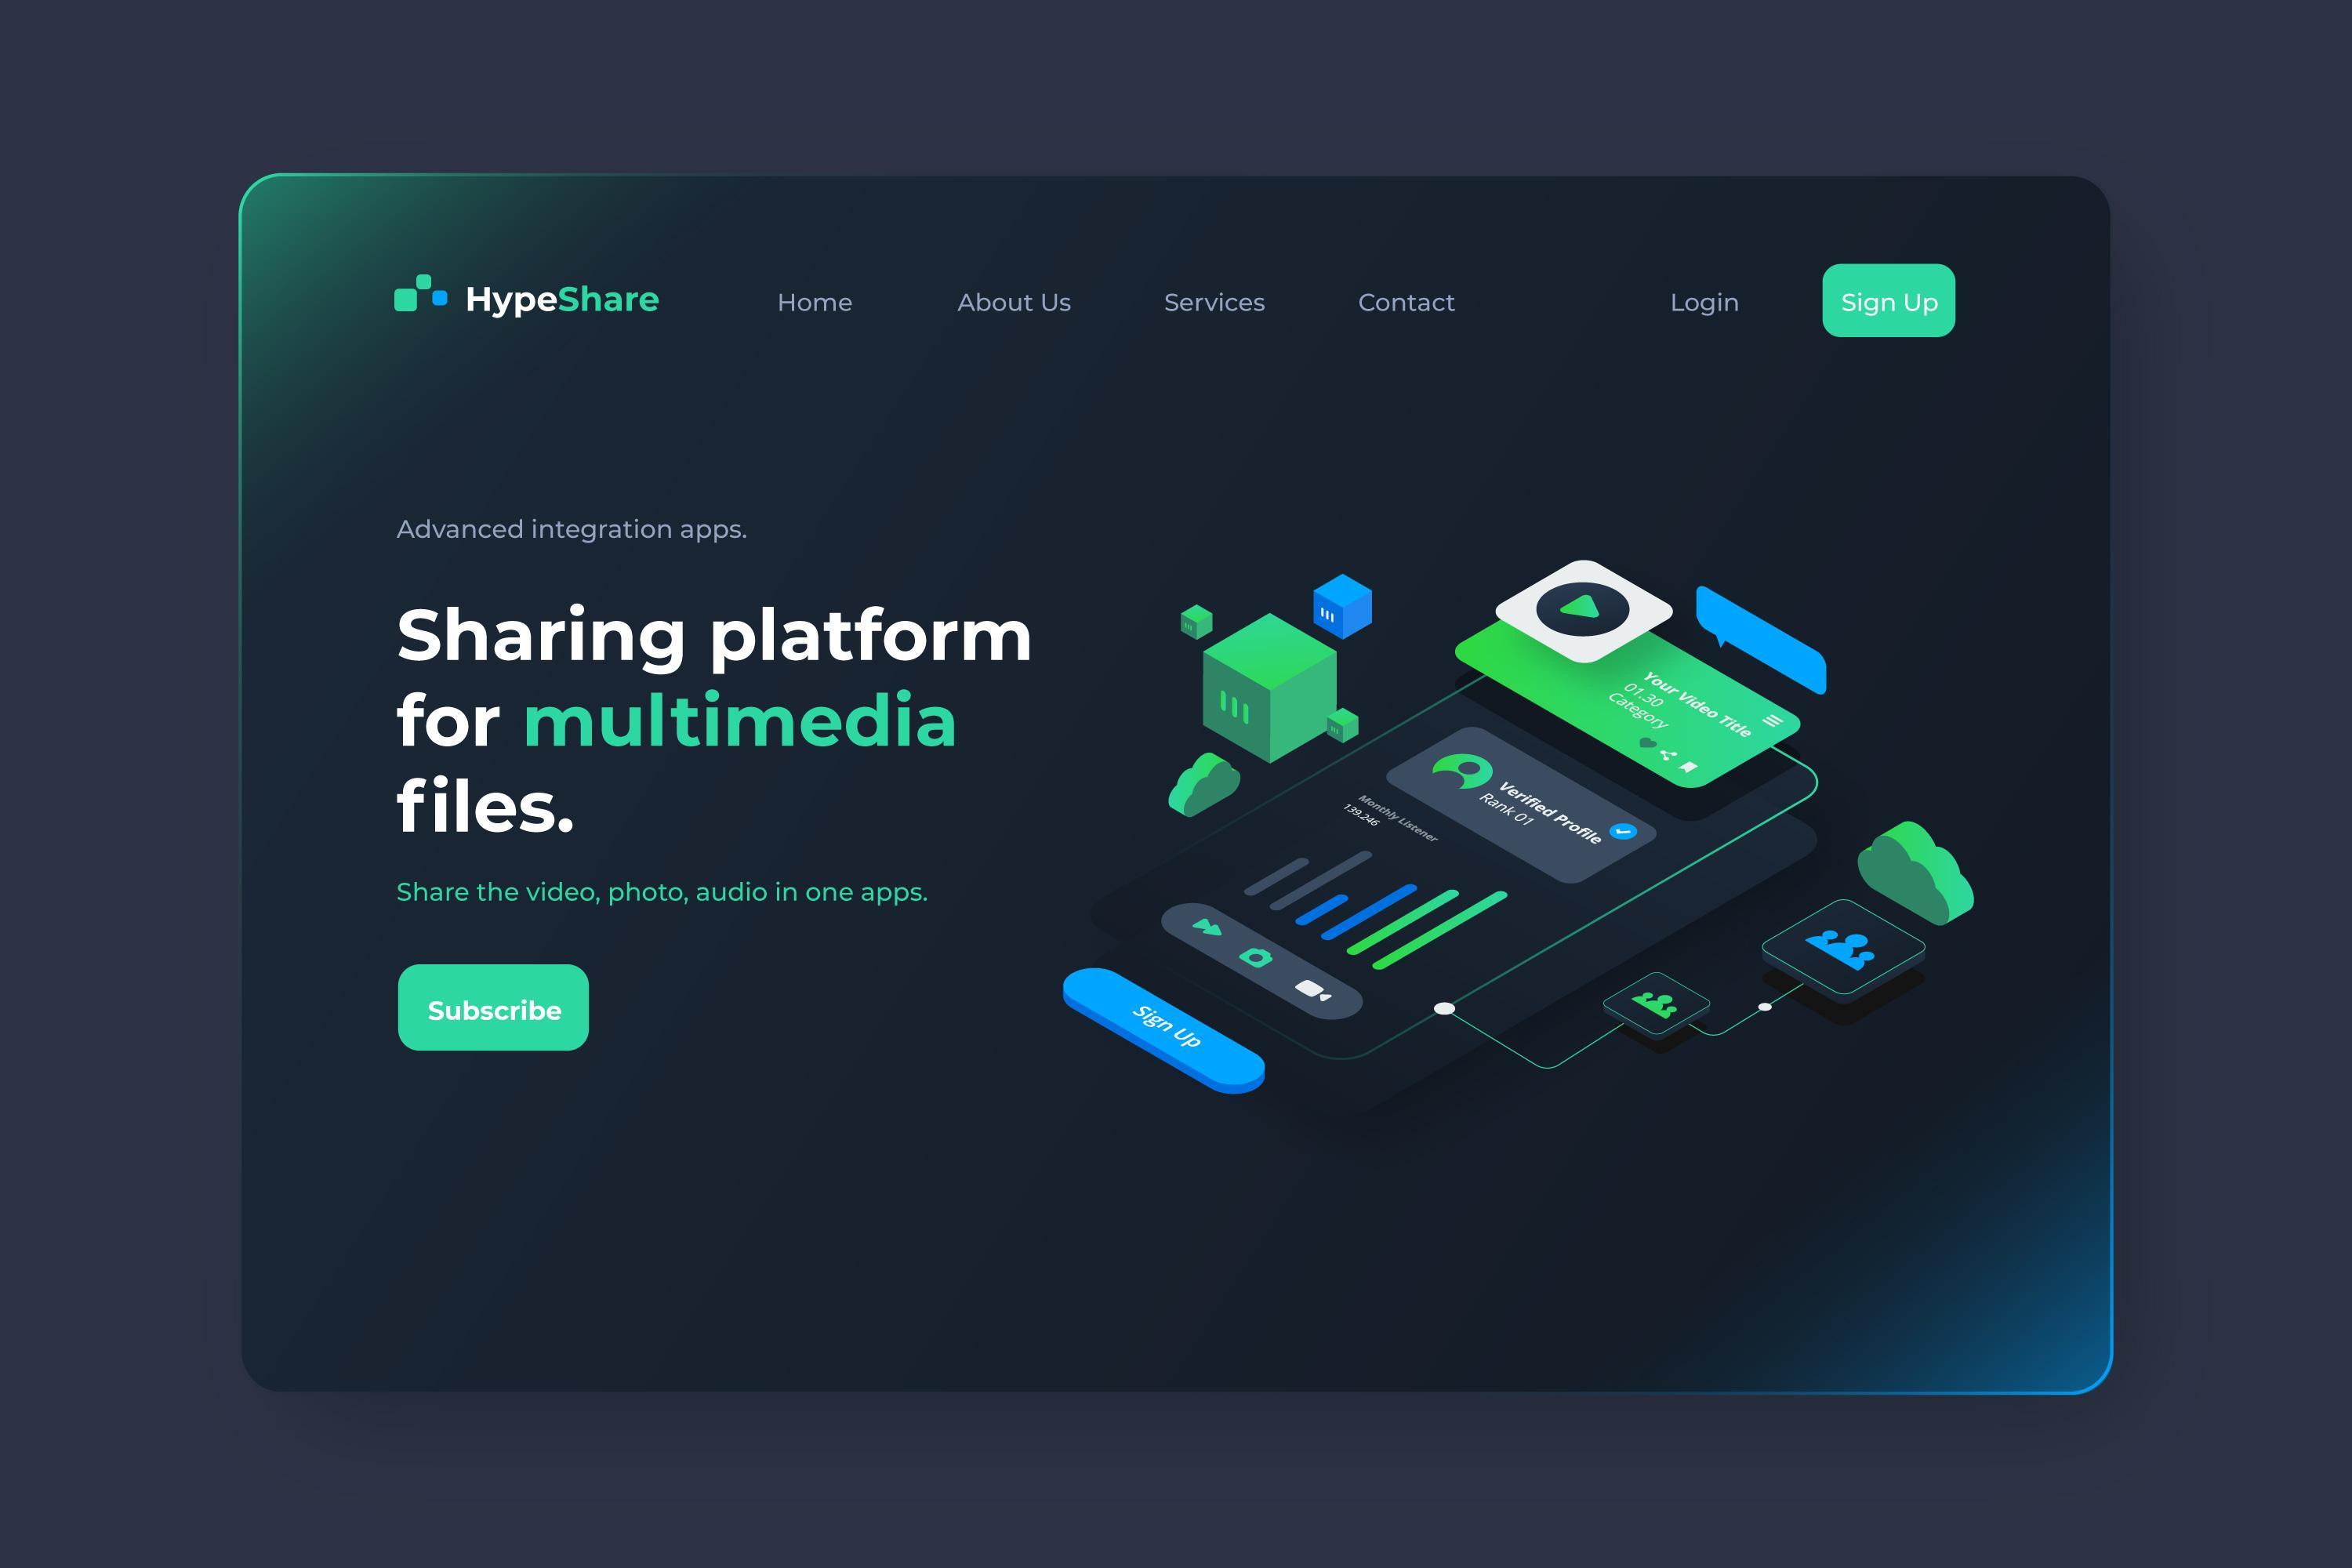 HypeShare
Home
About Us
Services
Contact
Login
Sign Up
Advanced integration apps.
Sharing platform
for multimedia
files.
Share the video, photo, audio in one apps.
Subscribe
Your Video Title
01.30
Category
Verified Profile
Rank 01
Monthly Listener
139.246
Sign Up